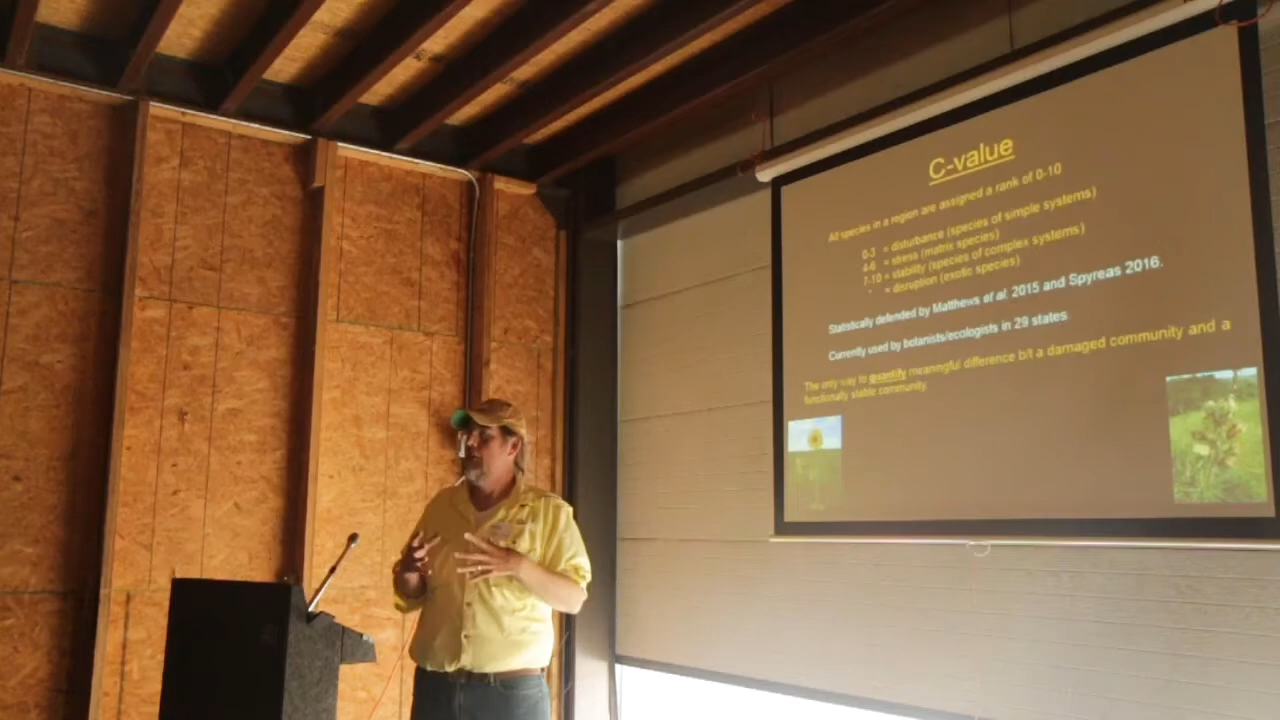 C-value
All species in a region are assigned a rank of 0-10
0-3 = disturbance (species of simple systems)
4-6 = stress (matrix species)
7-10 = stability (species of complex systems)
* = disruption (exotic species)
Statistically defended by Matthews et al. 2015 and Spyreas 2016.
Currently used by botanists/ecologists in 29 states
The only way to quantify meaningful difference b/t a damaged community and a
functionally stable community.